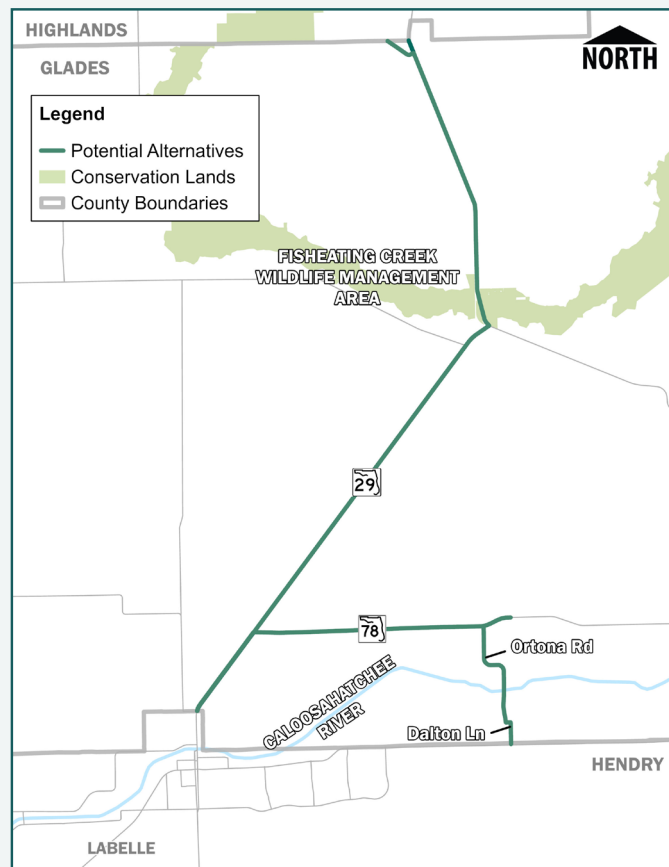 HIGHLANDS
GLADES
NORTH
Legend
Potential Alternatives
Conservation Lands
County Boundaries
FISHEATING CREEK
WILDLIFE MANAGEMENT
AREA
29
78
Ortona Rd
CALOOSAHATCHEE
RIVER
Dalton Ln
HENDRY
LABELLE